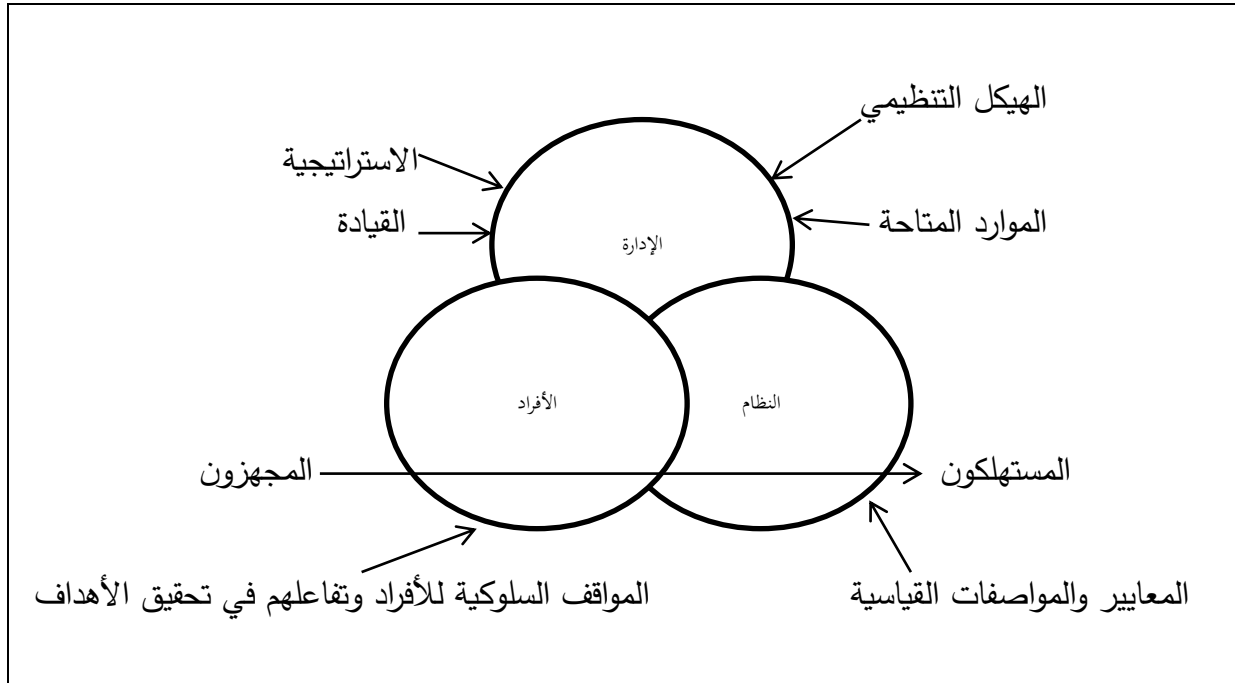 الهيكل التنظيمي
الاستراتيجية
الموارد المتاحة
القيادة
الإدارة
النظام
الأفراد
المستهلكون
المجهزون
المعايير والمواصفات القياسية
المواقف السلوكية للأفراد وتفاعلهم في تحقيق الأهداف